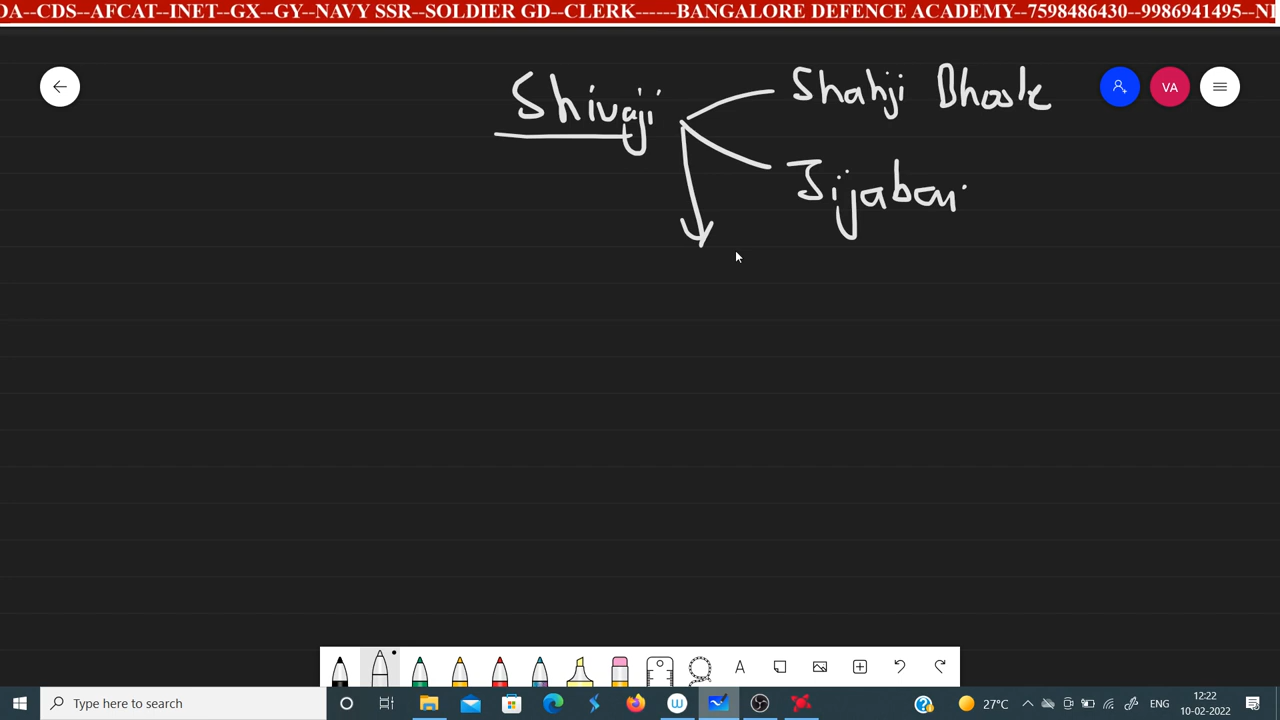 DA--CDS--AFCAT--INET--GX--GY--NAVY SSR--SOLDIER GD--CLERK------BANGALORE DEFENCE ACADEMY--7598486430--9986941495--NI
Shivaji
Shahji Bhosle
VA
Jijabai
A
Type here to search
27°C
ENG
12:22
10-02-2022